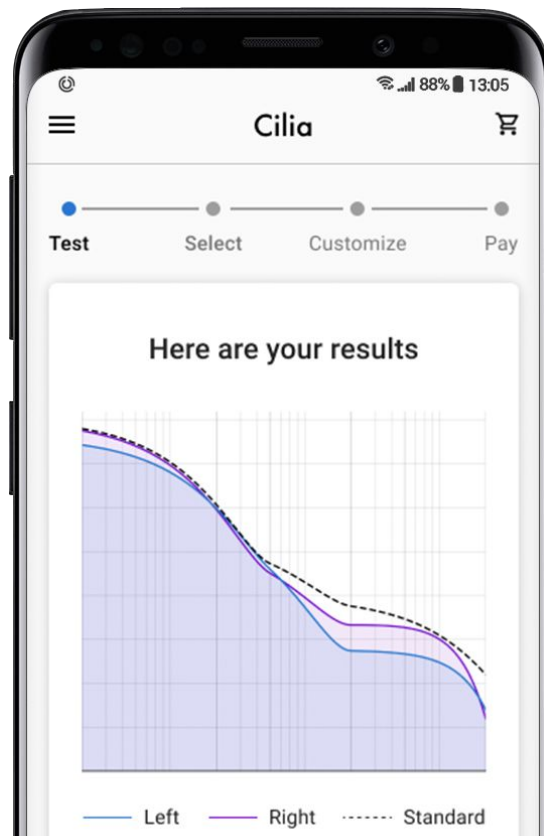 88% 13:05
Cilia
Test Select Customize Pay
Here are your results
Left Right Standard